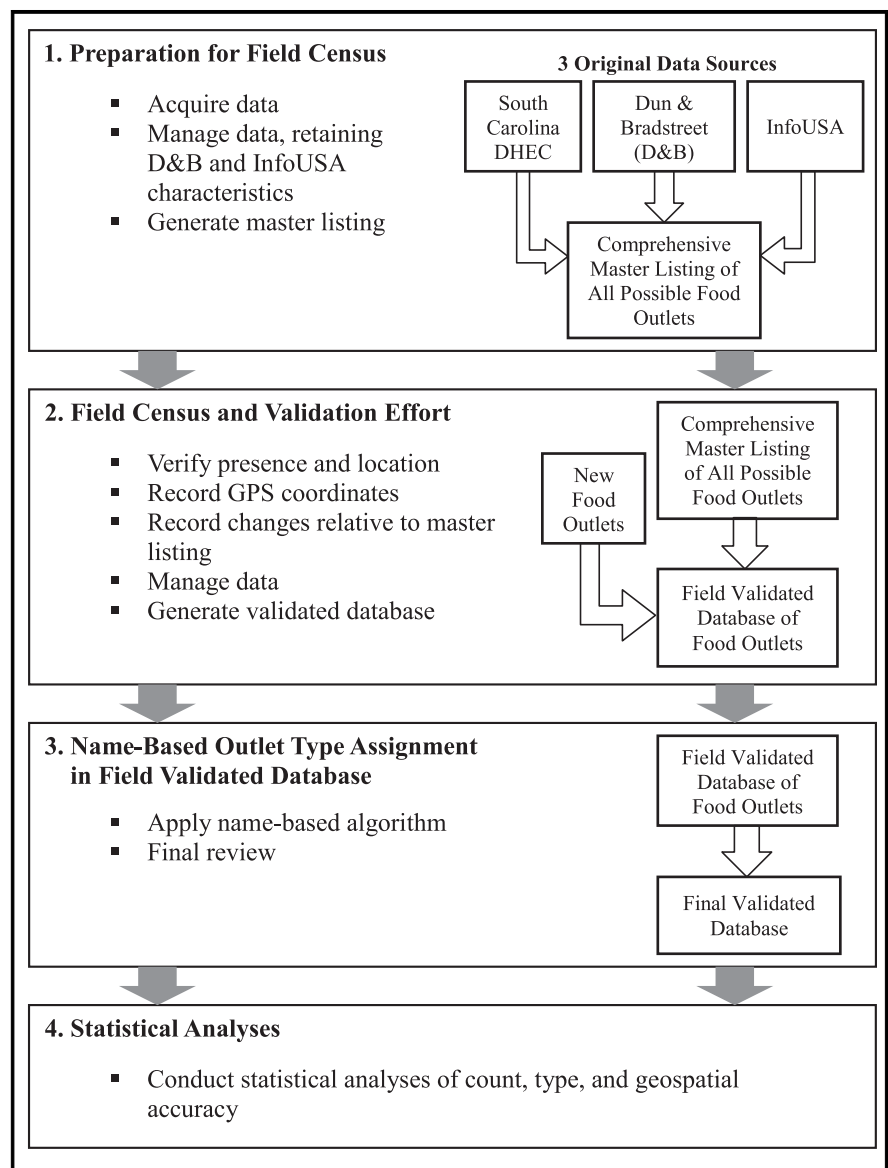 1. Preparation for Field Census
▪ Acquire data
▪ Manage data, retaining
D&B and InfoUSA
characteristics
▪ Generate master listing
3 Original Data Sources
South
Carolina
DHEC
Dun &
Bradstreet
(D&B)
InfoUSA
Comprehensive
Master Listing of
All Possible Food
Outlets
2. Field Census and Validation Effort
▪ Verify presence and location
▪ Record GPS coordinates
▪ Record changes relative to master
listing
▪ Manage data
▪ Generate validated database
New
Food
Outlets
Comprehensive
Master Listing
of All Possible
Food Outlets
Field Validated
Database of
Food Outlets
3. Name-Based Outlet Type Assignment
in Field Validated Database
▪ Apply name-based algorithm
▪ Final review
Field Validated
Database of
Food Outlets
Final Validated
Database
4. Statistical Analyses
▪ Conduct statistical analyses of count, type, and geospatial
accuracy